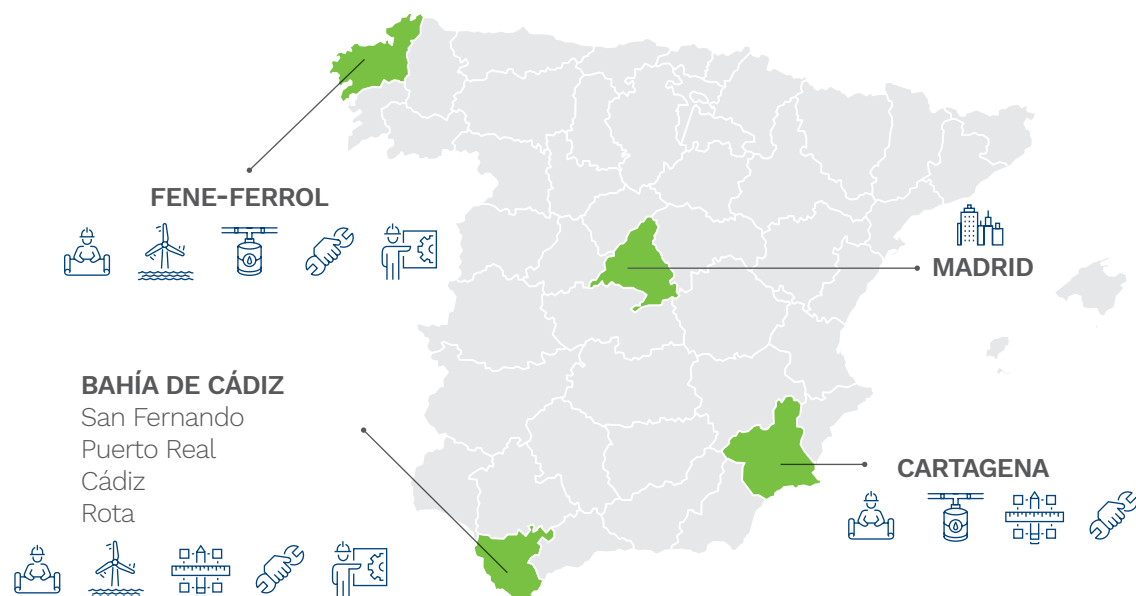 FENE-FERROL
MADRID
BAHÍA DE CÁDIZ
San Fernando
Puerto Real
Cádiz
Rota
CARTAGENA